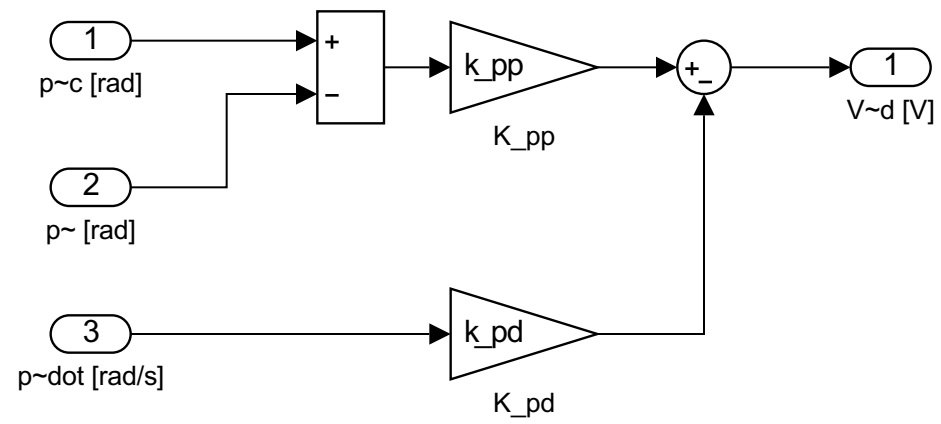 1
p~c [rad]
+
−
k_pp
K_pp
+
−
1
V~d [V]
2
p~ [rad]
3
p~dot [rad/s]
k_pd
K_pd